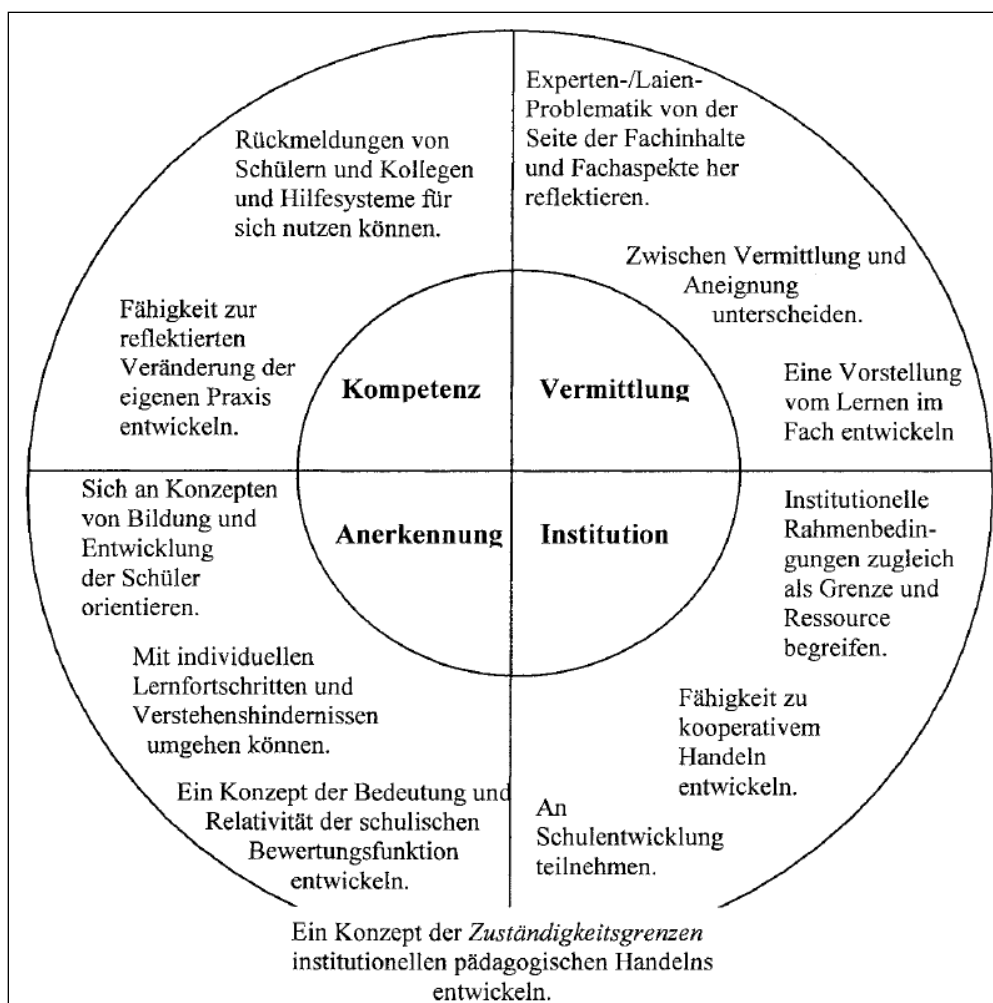 Rückmeldungen von
Schülern und Kollegen
und Hilfesysteme für
sich nutzen können.
Fähigkeit zur
reflektierten
Veränderung der
eigenen Praxis
entwickeln.
Kompetenz
Experten-/Laien-
Problematik von der
Seite der Fachinhalte
und Fachaspekte her
reflektieren.
Zwischen Vermittlung und
Aneignung
unterscheiden.
Eine Vorstellung
vom Lernen im
Fach entwickeln
Vermittlung
Anerkennung
Sich an Konzepten
von Bildung und
Entwicklung
der Schüler
orientieren.
Mit individuellen
Lernfortschritten und
Verstehenshindernissen
umgehen können.
Ein Konzept der Bedeutung und
Relativität der schulischen
Bewertungsfunktion
entwickeln.
Institution
Institutionelle
Rahmenbedin-
gungen zugleich
als Grenze und
Ressource
begreifen.
Fähigkeit zu
kooperativem
Handeln
entwickeln.
An
Schulentwicklung
teilnehmen.
Ein Konzept der Zuständigkeitsgrenzen
institutionellen pädagogischen Handelns
entwickeln.